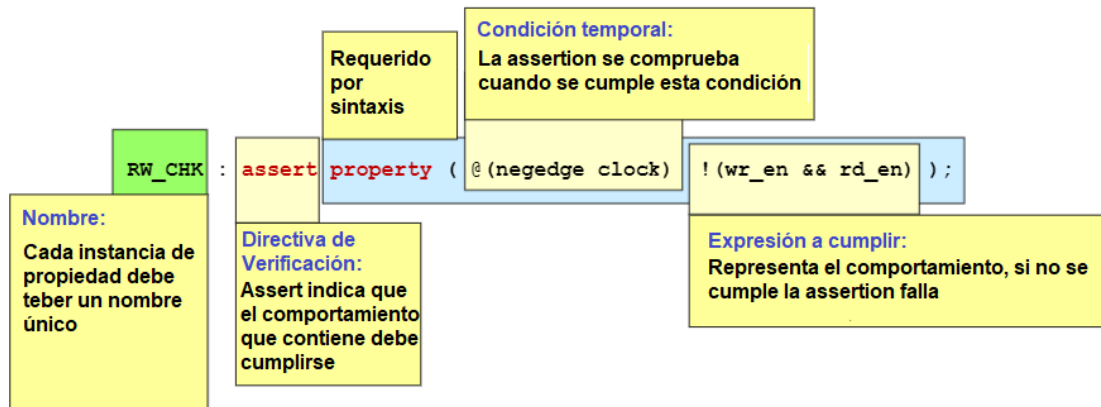 Condición temporal:
La assertion se comprueba
cuando se cumple esta condición
Requerido
por
sintaxis
RW_CHK : assert property ( @(negedge clock) !(wr_en && rd_en) );
Nombre:
Cada instancia de
propiedad debe
teber un nombre
único
Directiva de
Verificación:
Assert indica que
el comportamiento
que contiene debe
cumplirse
Expresión a cumplir:
Representa el comportamiento, si no se
cumple la assertion falla